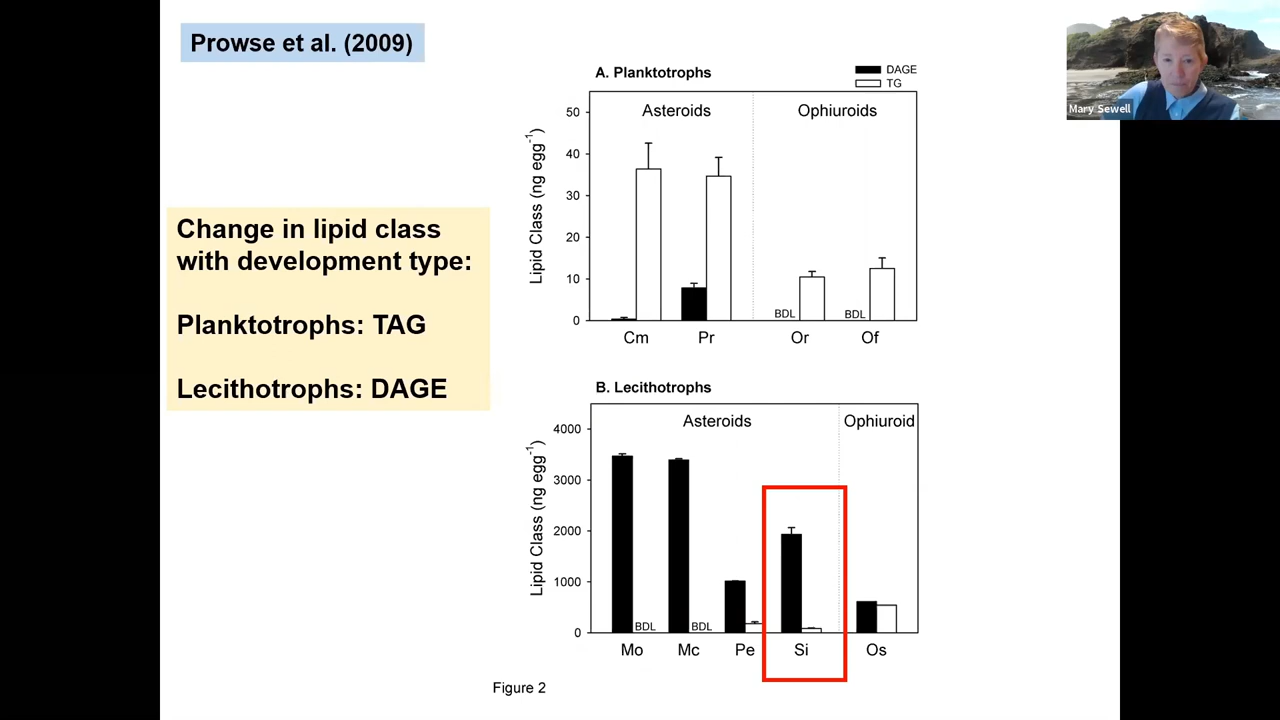 Prowse et al. (2009)
Mary Sewell
Change in lipid class
with development type:
Planktotrophs: TAG
Lecithotrophs: DAGE
A. Planktotrophs
DAGE
TG
Asteroids
Ophiuroids
Lipid Class (ng egg⁻¹)
50
40
30
20
10
0
BDL
BDL
Cm
Pr
Or
Of
B. Lecithotrophs
Asteroids
Ophiuroid
Lipid Class (ng egg⁻¹)
4000
3000
2000
1000
0
BDL
BDL
Mo
Mc
Pe
Si
Os
Figure 2